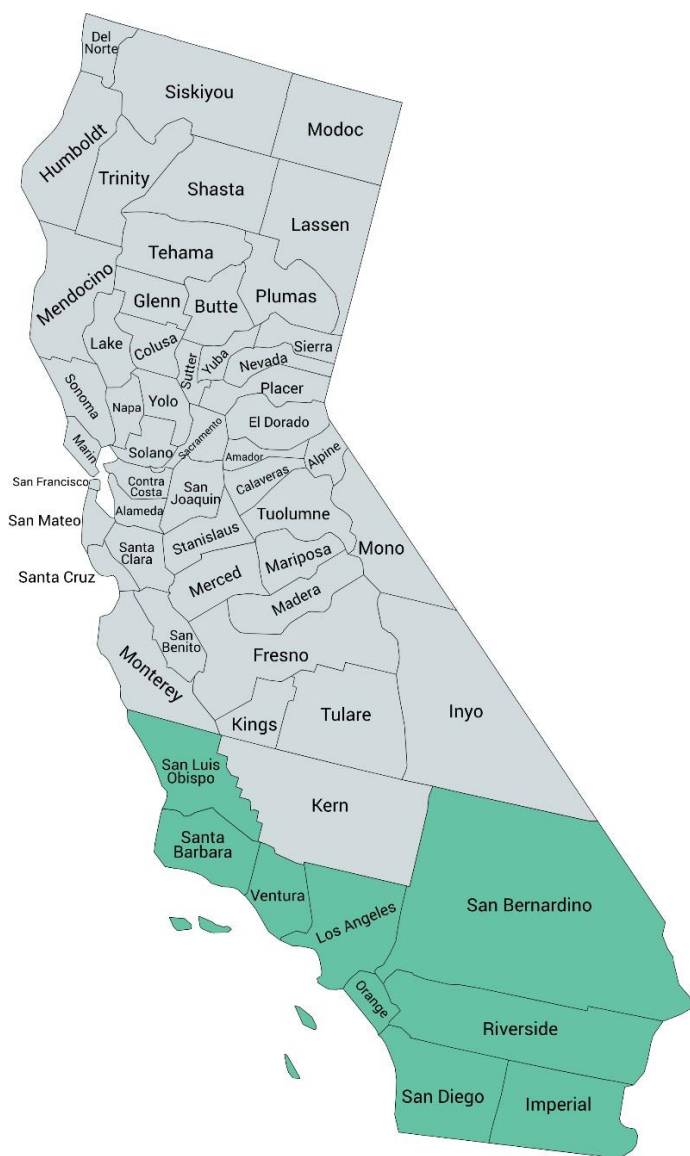 Del
Norte
Siskiyou
Modoc
Humboldt
Trinity
Shasta
Lassen
Tehama
Mendocino
Glenn
Butte
Plumas
Lake
Colusa
Sutter
Yuba
Nevada
Sierra
Placer
Sonoma
Napa
Yolo
El Dorado
Sacramento
Marin
Solano
Amador
Alpine
San Francisco
Contra
Costa
San
Joaquin
Calaveras
San Mateo
Alameda
Tuolumne
Stanislaus
Mono
Santa
Clara
Santa Cruz
Merced
Mariposa
Madera
San
Benito
Monterey
Fresno
Kings
Tulare
Inyo
San Luis
Obispo
Kern
Santa
Barbara
Ventura
Los Angeles
San Bernardino
Orange
Riverside
San Diego
Imperial